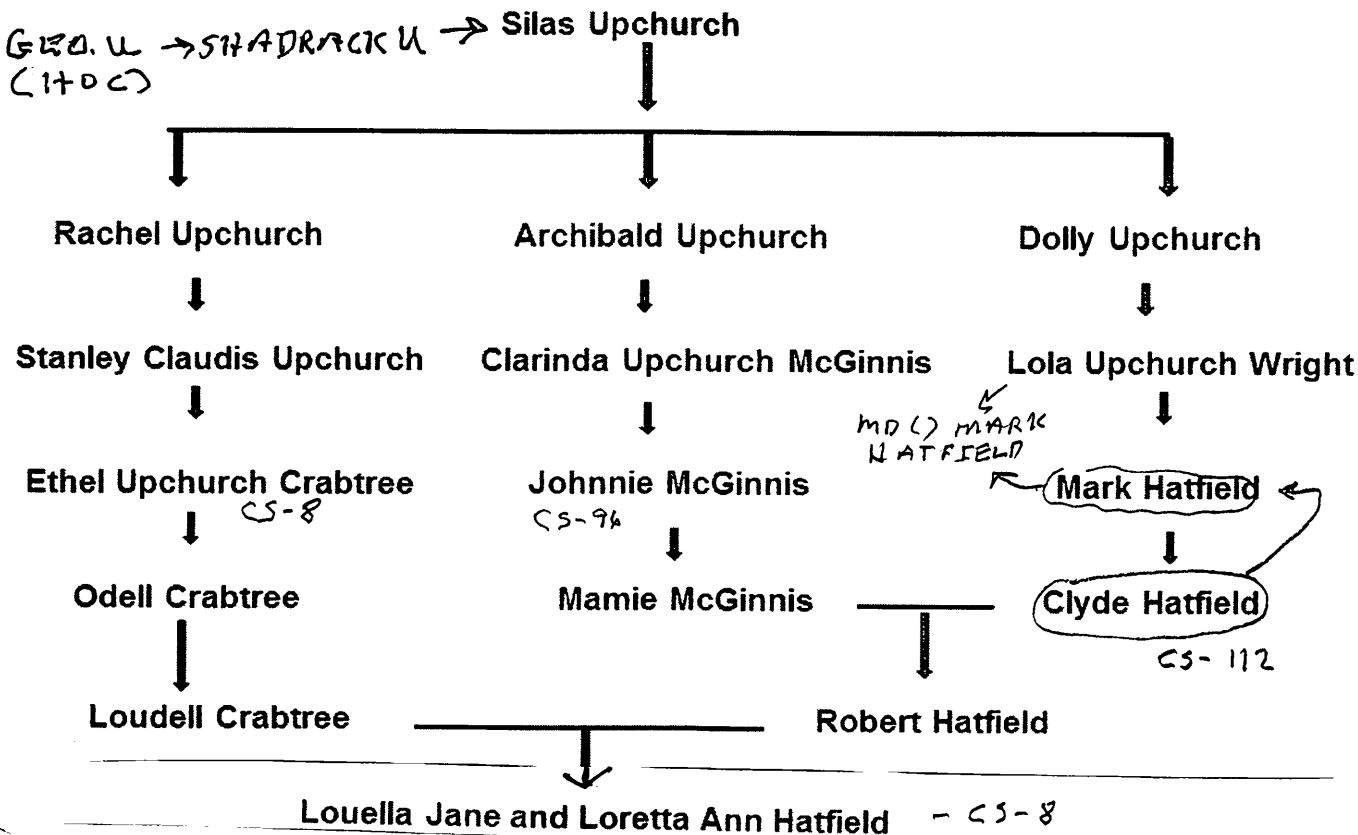 GEO. U → SHADRACK U → Silas Upchurch
(HOC)
Rachel Upchurch Archibald Upchurch Dolly Upchurch
Stanley Claudis Upchurch Clarinda Upchurch McGinnis Lola Upchurch Wright
MD () MARK
HATFIELD
Ethel Upchurch Crabtree Johnnie McGinnis Mark Hatfield
CS-8 CS-96
Odell Crabtree Mamie McGinnis Clyde Hatfield
CS-112
Loudell Crabtree Robert Hatfield
Louella Jane and Loretta Ann Hatfield - CS-8